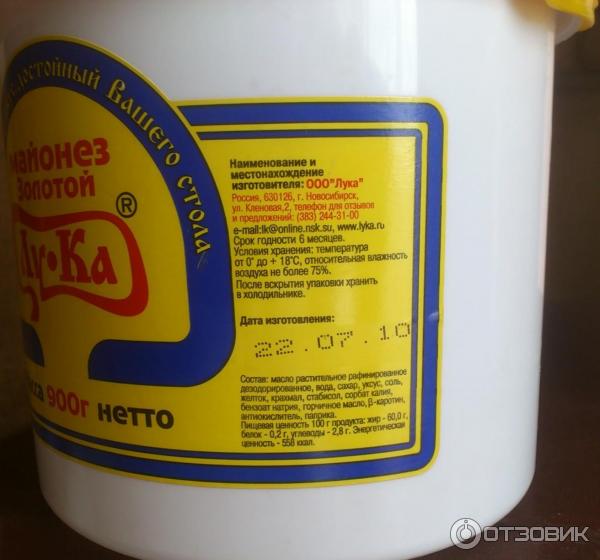 достойный Вашего стола
майонез
Золотой
Лу•Ка
®
900г нетто
Наименование и
местонахождение
изготовителя: ООО"Лука"
Россия, 630126, г. Новосибирск,
ул. Кленовая,2, телефон для отзывов
и предложений: (383) 244-31-00
e-mail:lk@online.nsk.su, www.lyka.ru
Срок годности 6 месяцев.
Условия хранения: температура
от 0° до + 18°С, относительная влажность
воздуха не более 75%.
После вскрытия упаковки хранить
в холодильнике.
Дата изготовления:
22.07.10
Состав: масло растительное рафинированное
дезодорированное, вода, сахар, уксус, соль,
желток, крахмал, стабисол, сорбат калия,
бензоат натрия, горчичное масло, β-каротин,
антиокислитель, паприка.
Пищевая ценность 100 г продукта: жир - 60,0 г,
белок - 0,2 г, углеводы - 2,8 г. Энергетическая
ценность - 558 ккал.
ОТЗОВИК